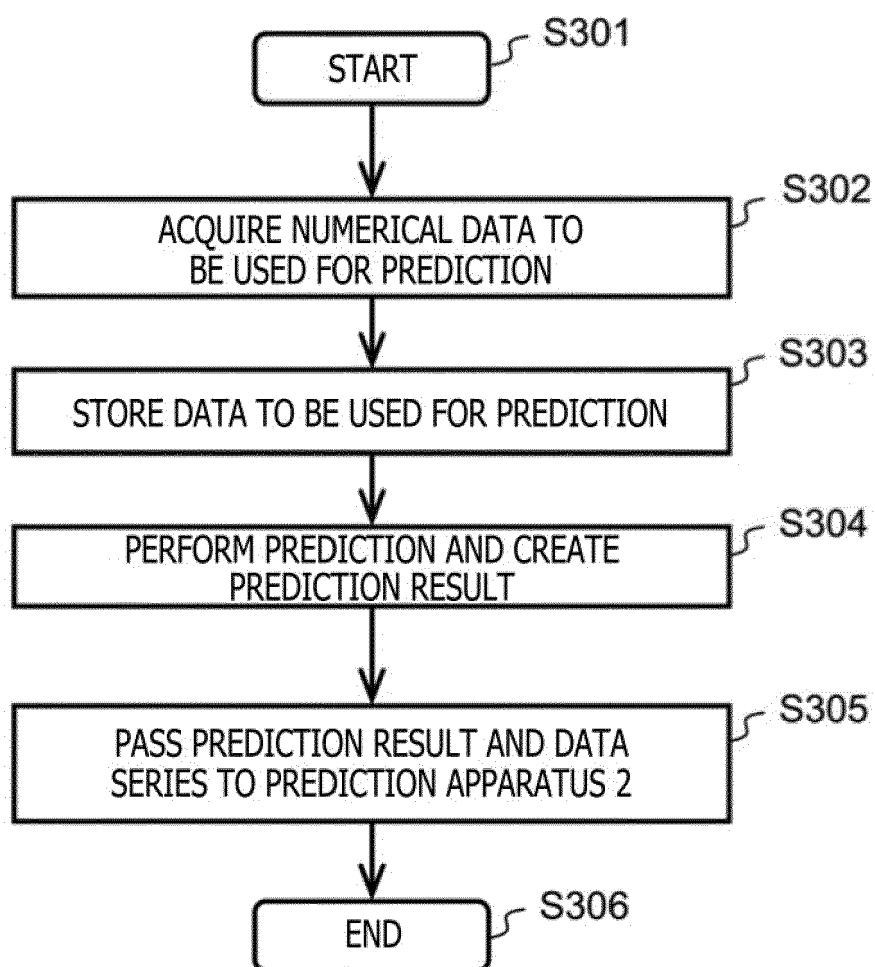 START
S301
S302
ACQUIRE NUMERICAL DATA TO
BE USED FOR PREDICTION
S303
STORE DATA TO BE USED FOR PREDICTION
S304
PERFORM PREDICTION AND CREATE
PREDICTION RESULT
S305
PASS PREDICTION RESULT AND DATA
SERIES TO PREDICTION APPARATUS 2
S306
END